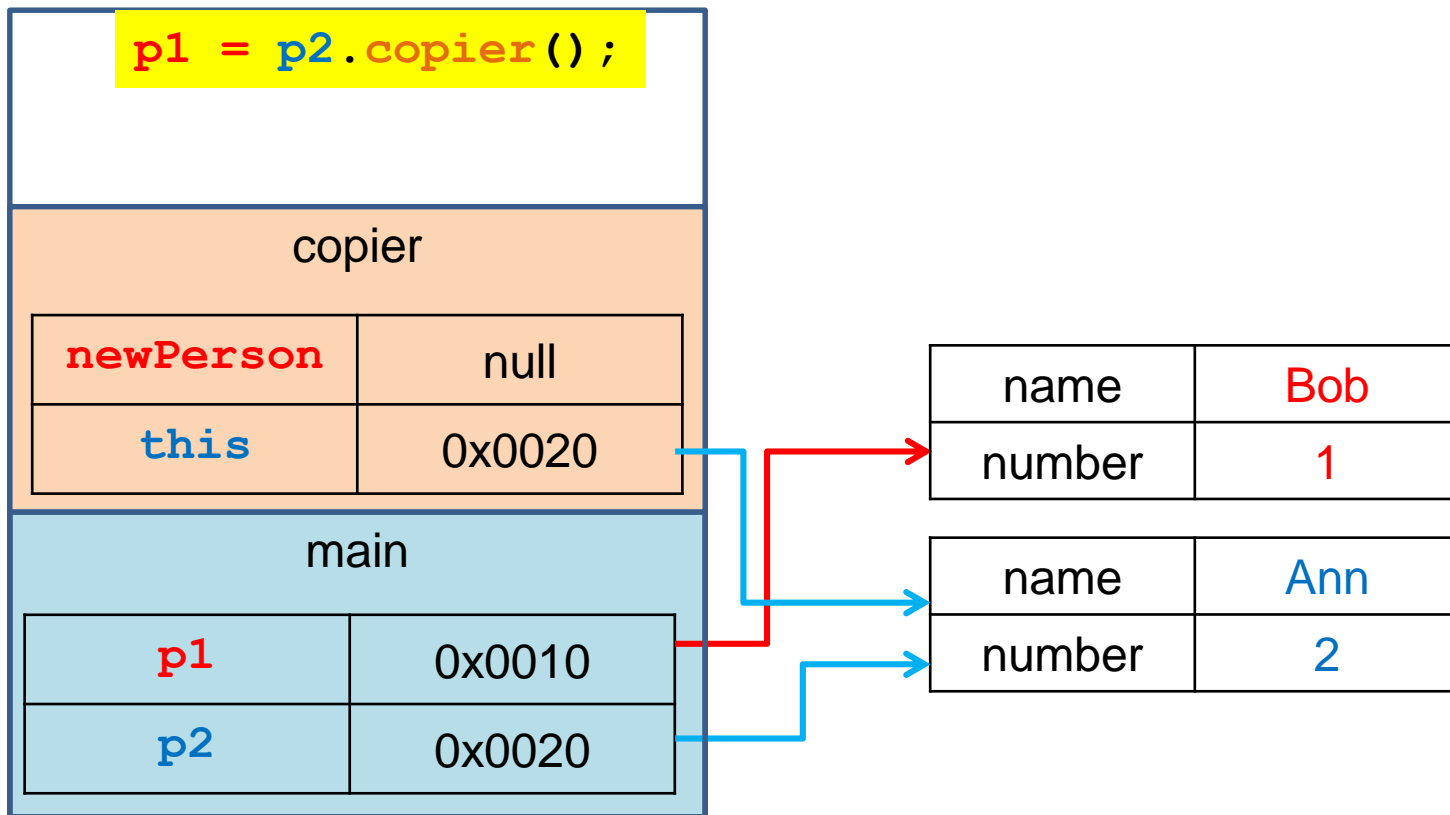 p1 = p2.copier();
copier
newPerson null
this 0x0020
main
p1 0x0010
p2 0x0020
name Bob
number 1
name Ann
number 2